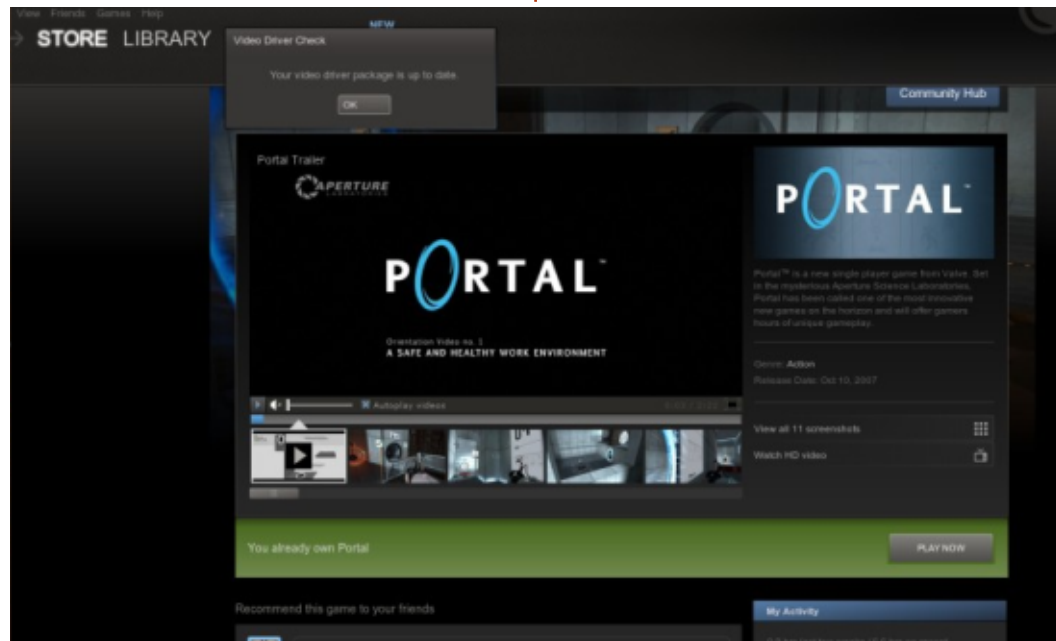 View Friends Games Help
STORE LIBRARY
NEW
Video Driver Check
Your video driver package is up to date.
OK
Community Hub
Portal Trailer
APERTURE
LABORATORIES
PORTAL™
Orientation Video no. 1
A SAFE AND HEALTHY WORK ENVIRONMENT
Autoplay videos
PORTAL™
Portal™ is a new single player game from Valve. Set
in the mysterious Aperture Science Laboratories,
Portal has been called one of the most innovative
new games on the horizon and will offer gamers
hours of unique gameplay.
Genre: Action
Release Date: Oct 10, 2007
View all 11 screenshots
Watch HD video
You already own Portal
PLAY NOW
Recommend this game to your friends
My Activity